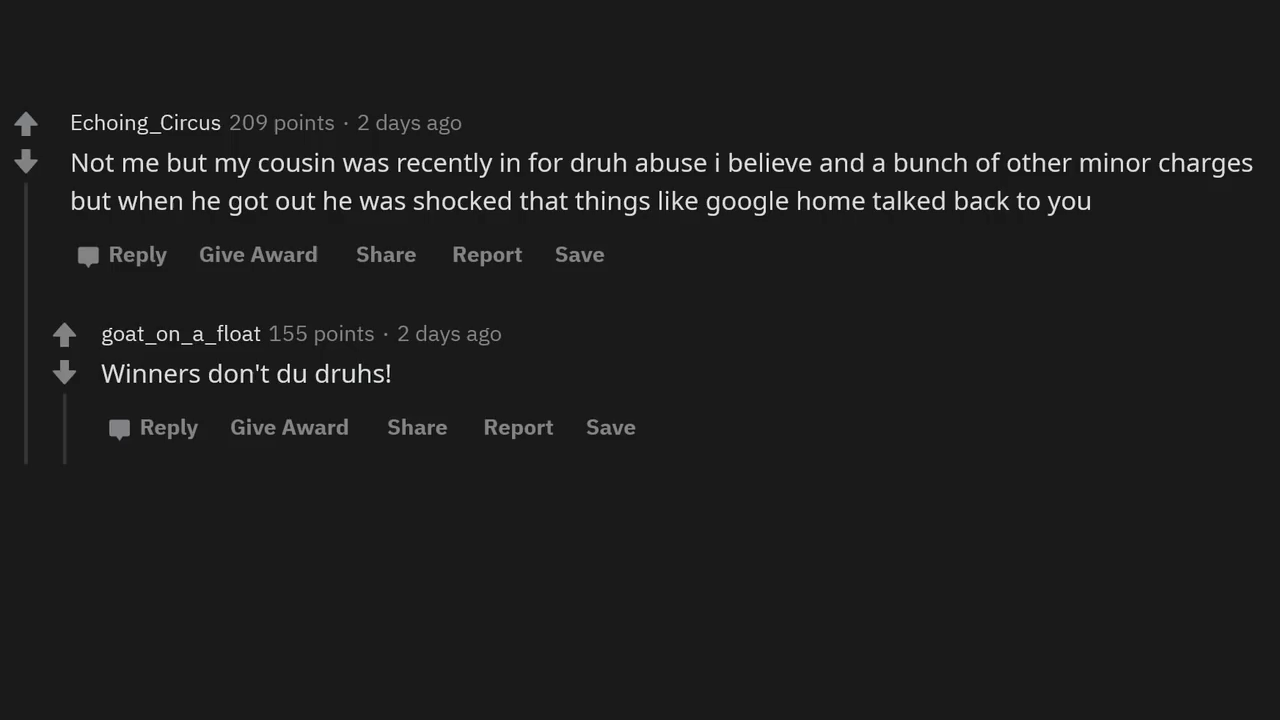 Echoing_Circus 209 points · 2 days ago
Not me but my cousin was recently in for druh abuse i believe and a bunch of other minor charges
but when he got out he was shocked that things like google home talked back to you
Reply Give Award Share Report Save
goat_on_a_float 155 points · 2 days ago
Winners don't du druhs!
Reply Give Award Share Report Save